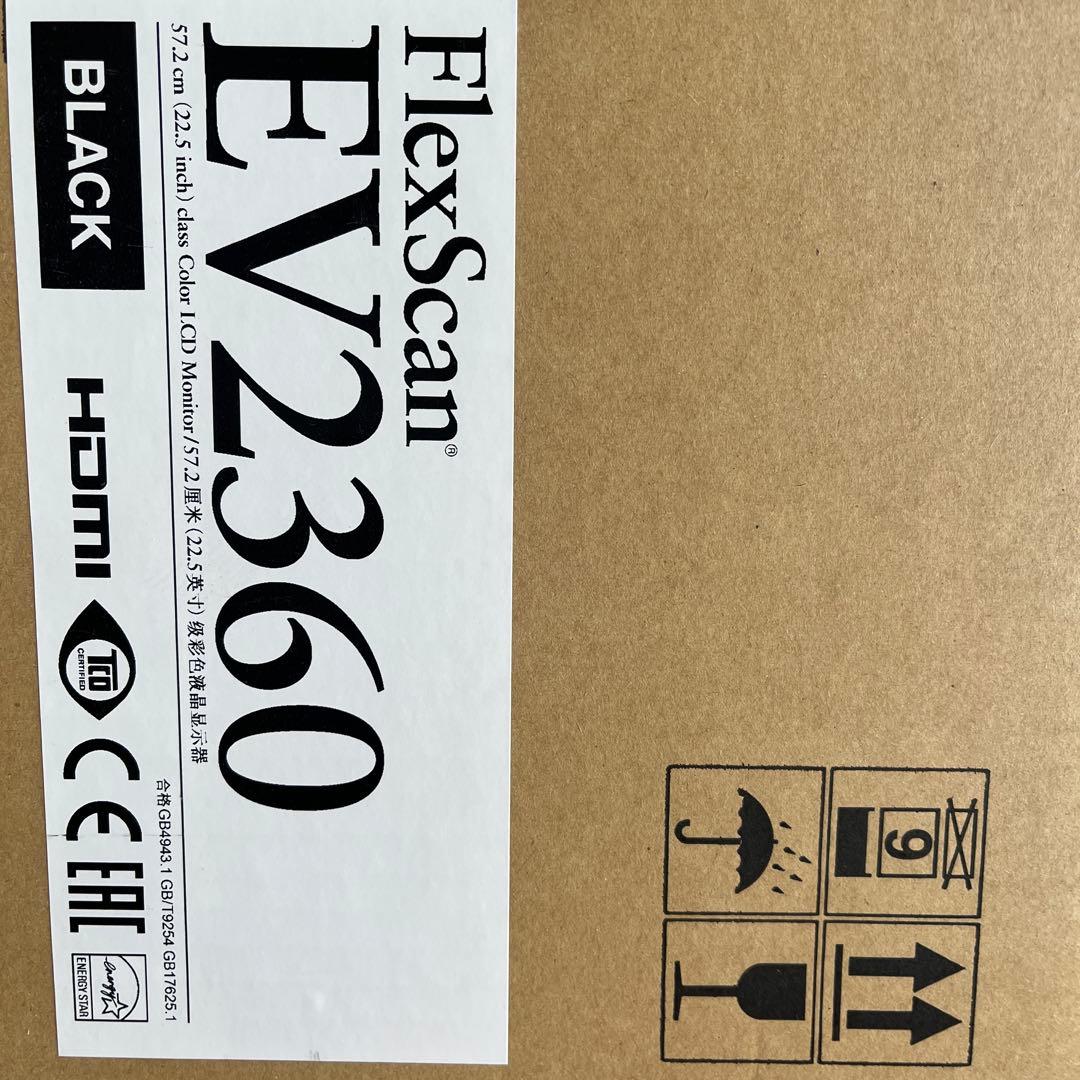 FlexScan®
EV2360
57.2 cm (22.5 inch) class Color LCD Monitor/57.2厘米(22.5英寸)级彩色液晶显示器
合格 GB4943.1 GB/T9254 GB17625.1
BLACK
HDMI
TCO
CERTIFIED
CE
EAC
energy
ENERGY STAR
9